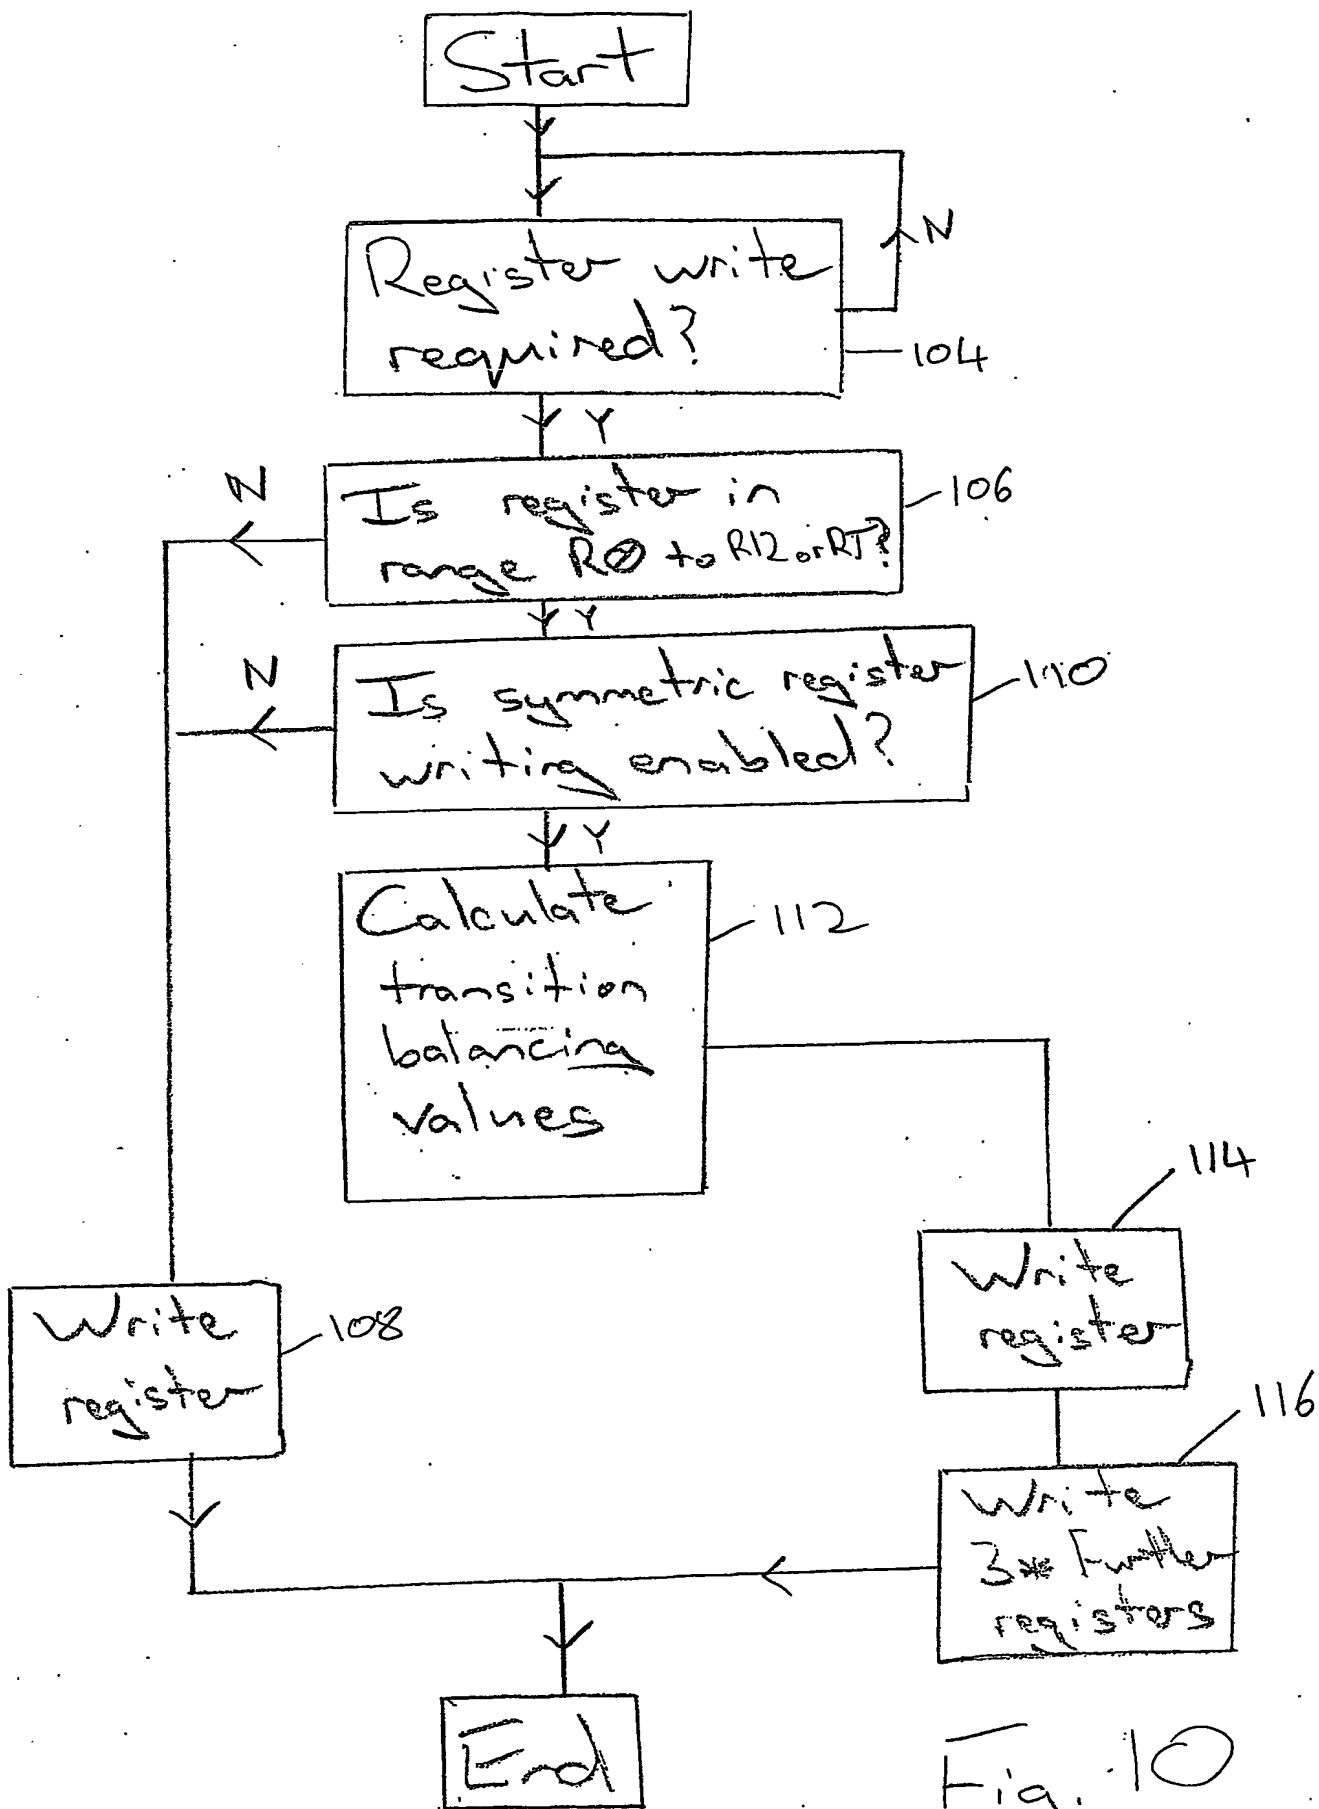 Start
N
Register write
required?
104
Y
N
Is register in
range RØ to R12 or RT?
106
Y
N
Is symmetric register
writing enabled?
110
Y
Calculate
transition
balancing
values
112
114
Write
register
Write
register
108
116
Write
3* Further
registers
End
Fig. 10